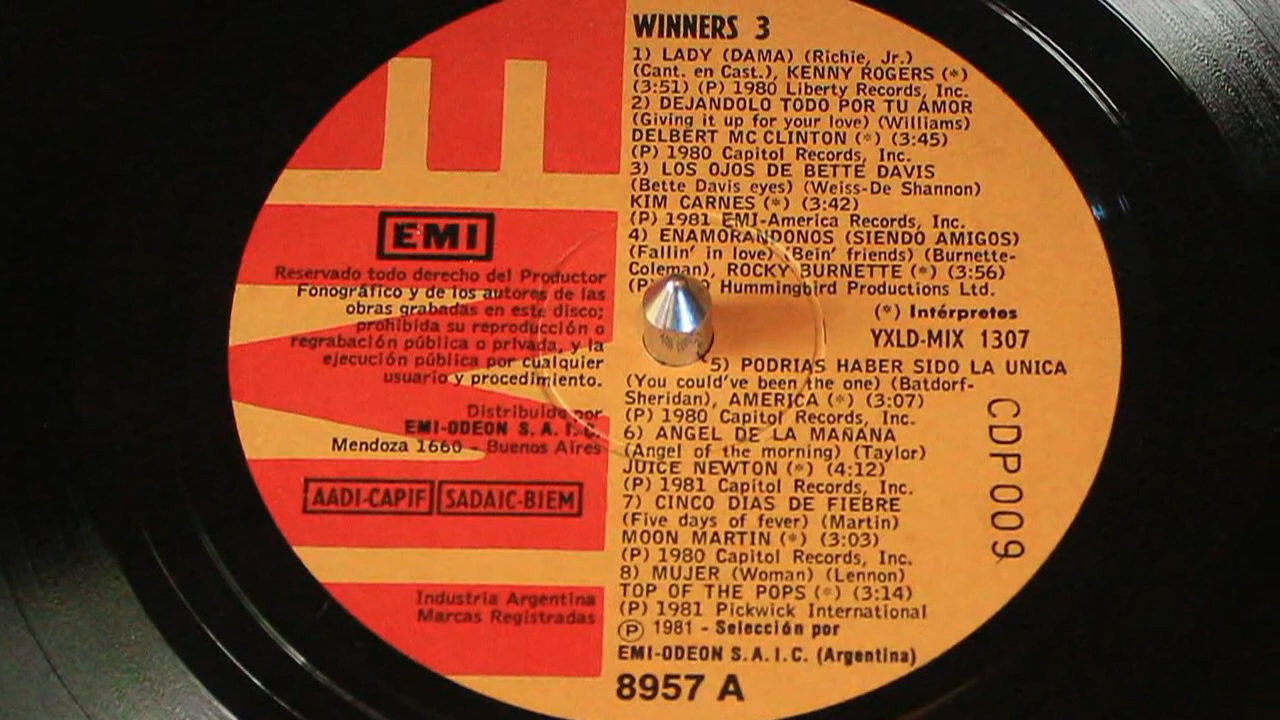 WINNERS 3
1) LADY (DAMA) (Richie, Jr.)
(Cant. en Cast.), KENNY ROGERS (*)
(3:51) (P) 1980 Liberty Records, Inc.
2) DEJANDOLO TODO POR TU AMOR
(Giving it up for your love) (Williams)
DELBERT MC CLINTON (*) (3:45)
(P) 1980 Capitol Records, Inc.
3) LOS OJOS DE BETTE DAVIS
(Bette Davis eyes) (Weiss-De Shannon)
KIM CARNES (*) (3:42)
(P) 1981 EMI-America Records, Inc.
4) ENAMORANDONOS (SIENDO AMIGOS)
(Fallin' in love) (Bein' friends) (Burnette-
Coleman), ROCKY BURNETTE (*) (3:56)
(P) Hummingbird Productions Ltd.
(*) Intérpretes
YXLD-MIX 1307
5) PODRIAS HABER SIDO LA UNICA
(You could've been the one) (Batdorf-
Sheridan), AMERICA (*) (3:07)
(P) 1980 Capitol Records, Inc.
6) ANGEL DE LA MAÑANA
(Angel of the morning) (Taylor)
JUICE NEWTON (*) (4:12)
(P) 1981 Capitol Records, Inc.
7) CINCO DIAS DE FIEBRE
(Five days of fever) (Martin)
MOON MARTIN (*) (3:03)
(P) 1980 Capitol Records, Inc.
8) MUJER (Woman) (Lennon)
TOP OF THE POPS (*) (3:14)
(P) 1981 Pickwick International
Ⓟ 1981 - Selección por
EMI-ODEON S.A.I.C. (Argentina)
8957 A
CDP009
EMI
Reservado todo derecho del Productor
Fonográfico y de los autores de las
obras grabadas en este disco;
prohibida su reproducción o
regrabación pública o privada, y la
ejecución pública por cualquier
usuario y procedimiento.
Distribuido por
EMI-ODEON S.A.I.C.
Mendoza 1660 - Buenos Aires
AADI-CAPIF SADAIC-BIEM
Industria Argentina
Marcas Registradas